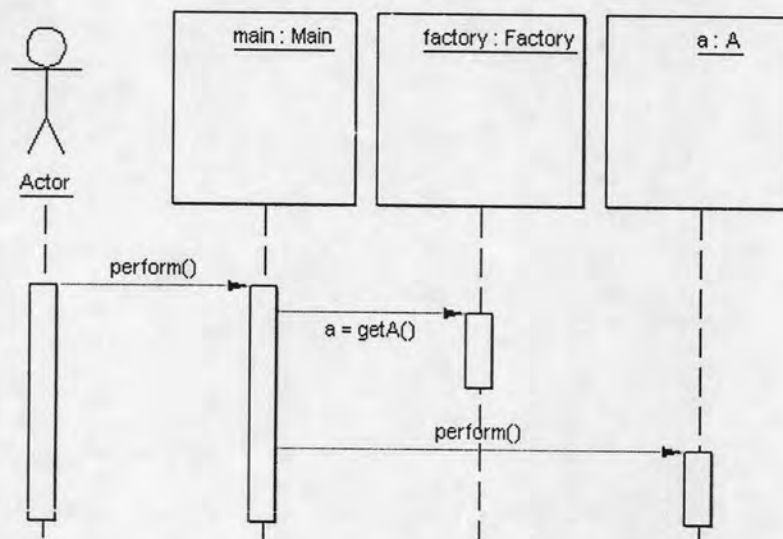 main : Main
factory : Factory
a : A
Actor
perform()
a = getA()
perform()